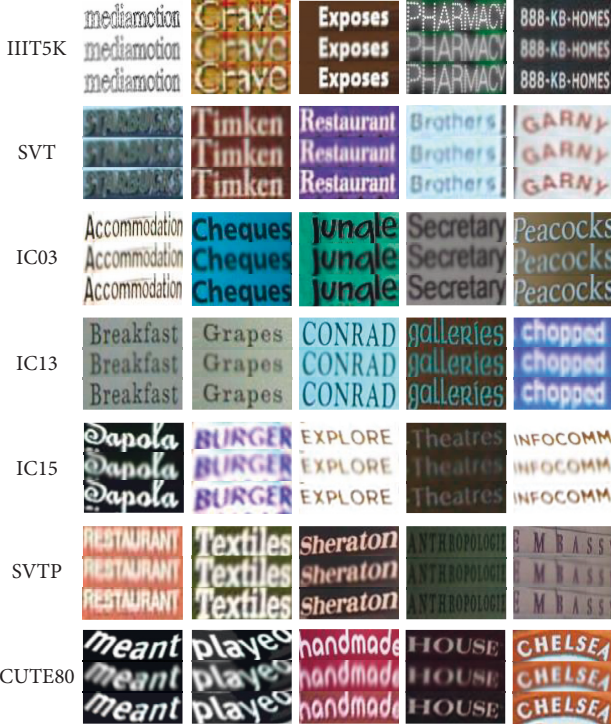 IIIT5K
mediamotion Crave Exposes PHARMACY 888-KB-HOMES
mediamotion Crave Exposes PHARMACY 888-KB-HOMES
mediamotion Crave Exposes PHARMACY 888-KB-HOMES
SVT
STARBUCKS Timken Restaurant Brothers GARNY
STARBUCKS Timken Restaurant Brothers GARNY
STARBUCKS Timken Restaurant Brothers GARNY
IC03
Accommodation Cheques jungle Secretary Peacocks
Accommodation Cheques jungle Secretary Peacocks
Accommodation Cheques jungle Secretary Peacocks
IC13
Breakfast Grapes CONRAD galleries chopped
Breakfast Grapes CONRAD galleries chopped
Breakfast Grapes CONRAD galleries chopped
IC15
Sapola BURGER EXPLORE Theatres INFOCOMM
Sapola BURGER EXPLORE Theatres INFOCOMM
Sapola BURGER EXPLORE Theatres INFOCOMM
SVTP
RESTAURANT Textiles Sheraton ANTHROPOLOGIE E M B A S S
RESTAURANT Textiles Sheraton ANTHROPOLOGIE E M B A S S
RESTAURANT Textiles Sheraton ANTHROPOLOGIE E M B A S S
CUTE80
meant played handmade HOUSE CHELSEA
meant played handmade HOUSE CHELSEA
meant played handmade HOUSE CHELSEA